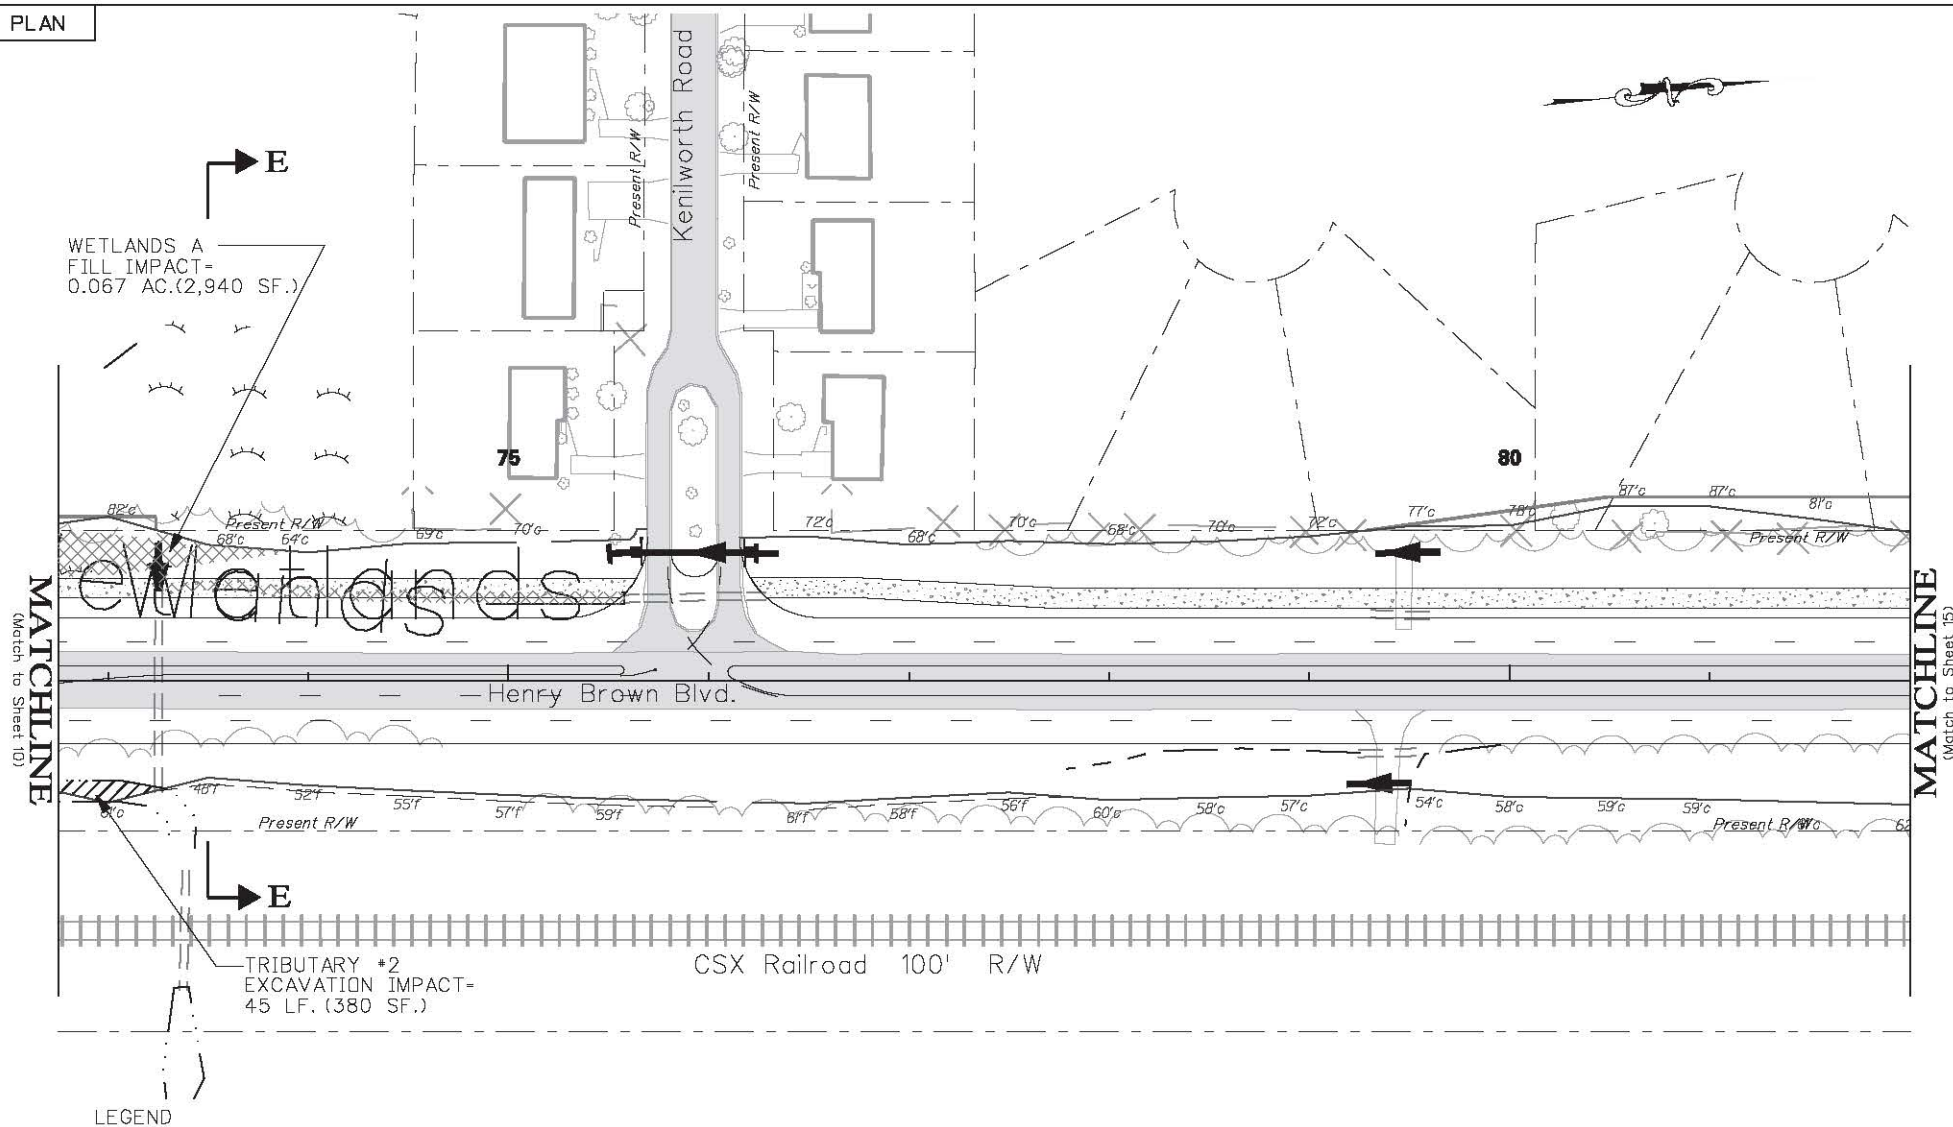 PLAN
Kenilworth Road
Present R/W
Present R/W
N
E
WETLANDS A
FILL IMPACT=
0.067 AC.(2,940 SF.)
75
80
82'c
Present R/W
68'c
64'c
69'c
70'c
72'c
68'c
70'c
68'c
70'c
72'c
77'c
78'c
87'c
87'c
81'c
Present R/W
MATCHLINE
(Match to Sheet 10)
Wetlands
MATCHLINE
(Match to Sheet 15)
Henry Brown Blvd.
61'c
48'f
52'f
55'f
57'f
59'f
61'f
58'f
56'f
60'c
58'c
57'c
54'c
58'c
59'c
59'c
Present R/W
Present R/W
E
TRIBUTARY #2
EXCAVATION IMPACT=
45 LF.(380 SF.)
CSX Railroad 100' R/W
LEGEND